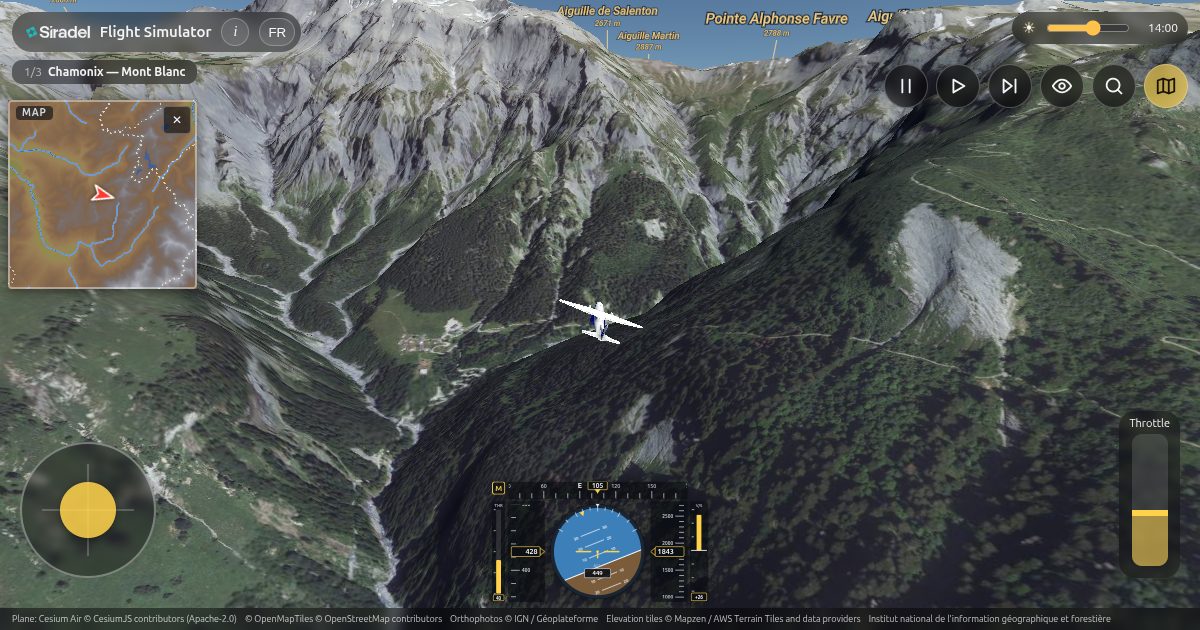 Aiguille de Salenton
2671 m
Aiguille Martin
2887 m
Pointe Alphonse Favre
2788 m
Siradel Flight Simulator i FR
14:00
1/3 Chamonix — Mont Blanc
MAP
Throttle
M
60 E 105 120 150
428
400
449
2500
2000
1843
1500
1000
Plane: Cesium Air © CesiumJS contributors (Apache-2.0) © OpenMapTiles © OpenStreetMap contributors Orthophotos © IGN / Géoplateforme Elevation tiles © Mapzen / AWS Terrain Tiles and data providers Institut national de l'information géographique et forestière